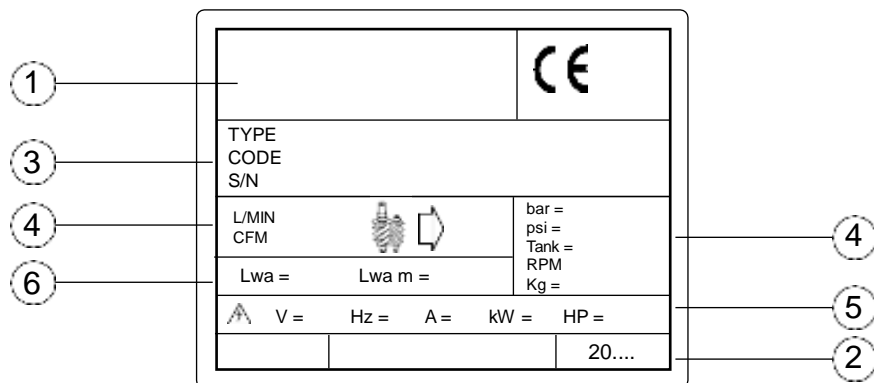 1
CE
TYPE
3
CODE
S/N
4
L/MIN
CFM
bar =
psi =
Tank =
RPM
Kg =
4
6
Lwa = Lwa m =
V = Hz = A= kW = HP =
5
20....
2